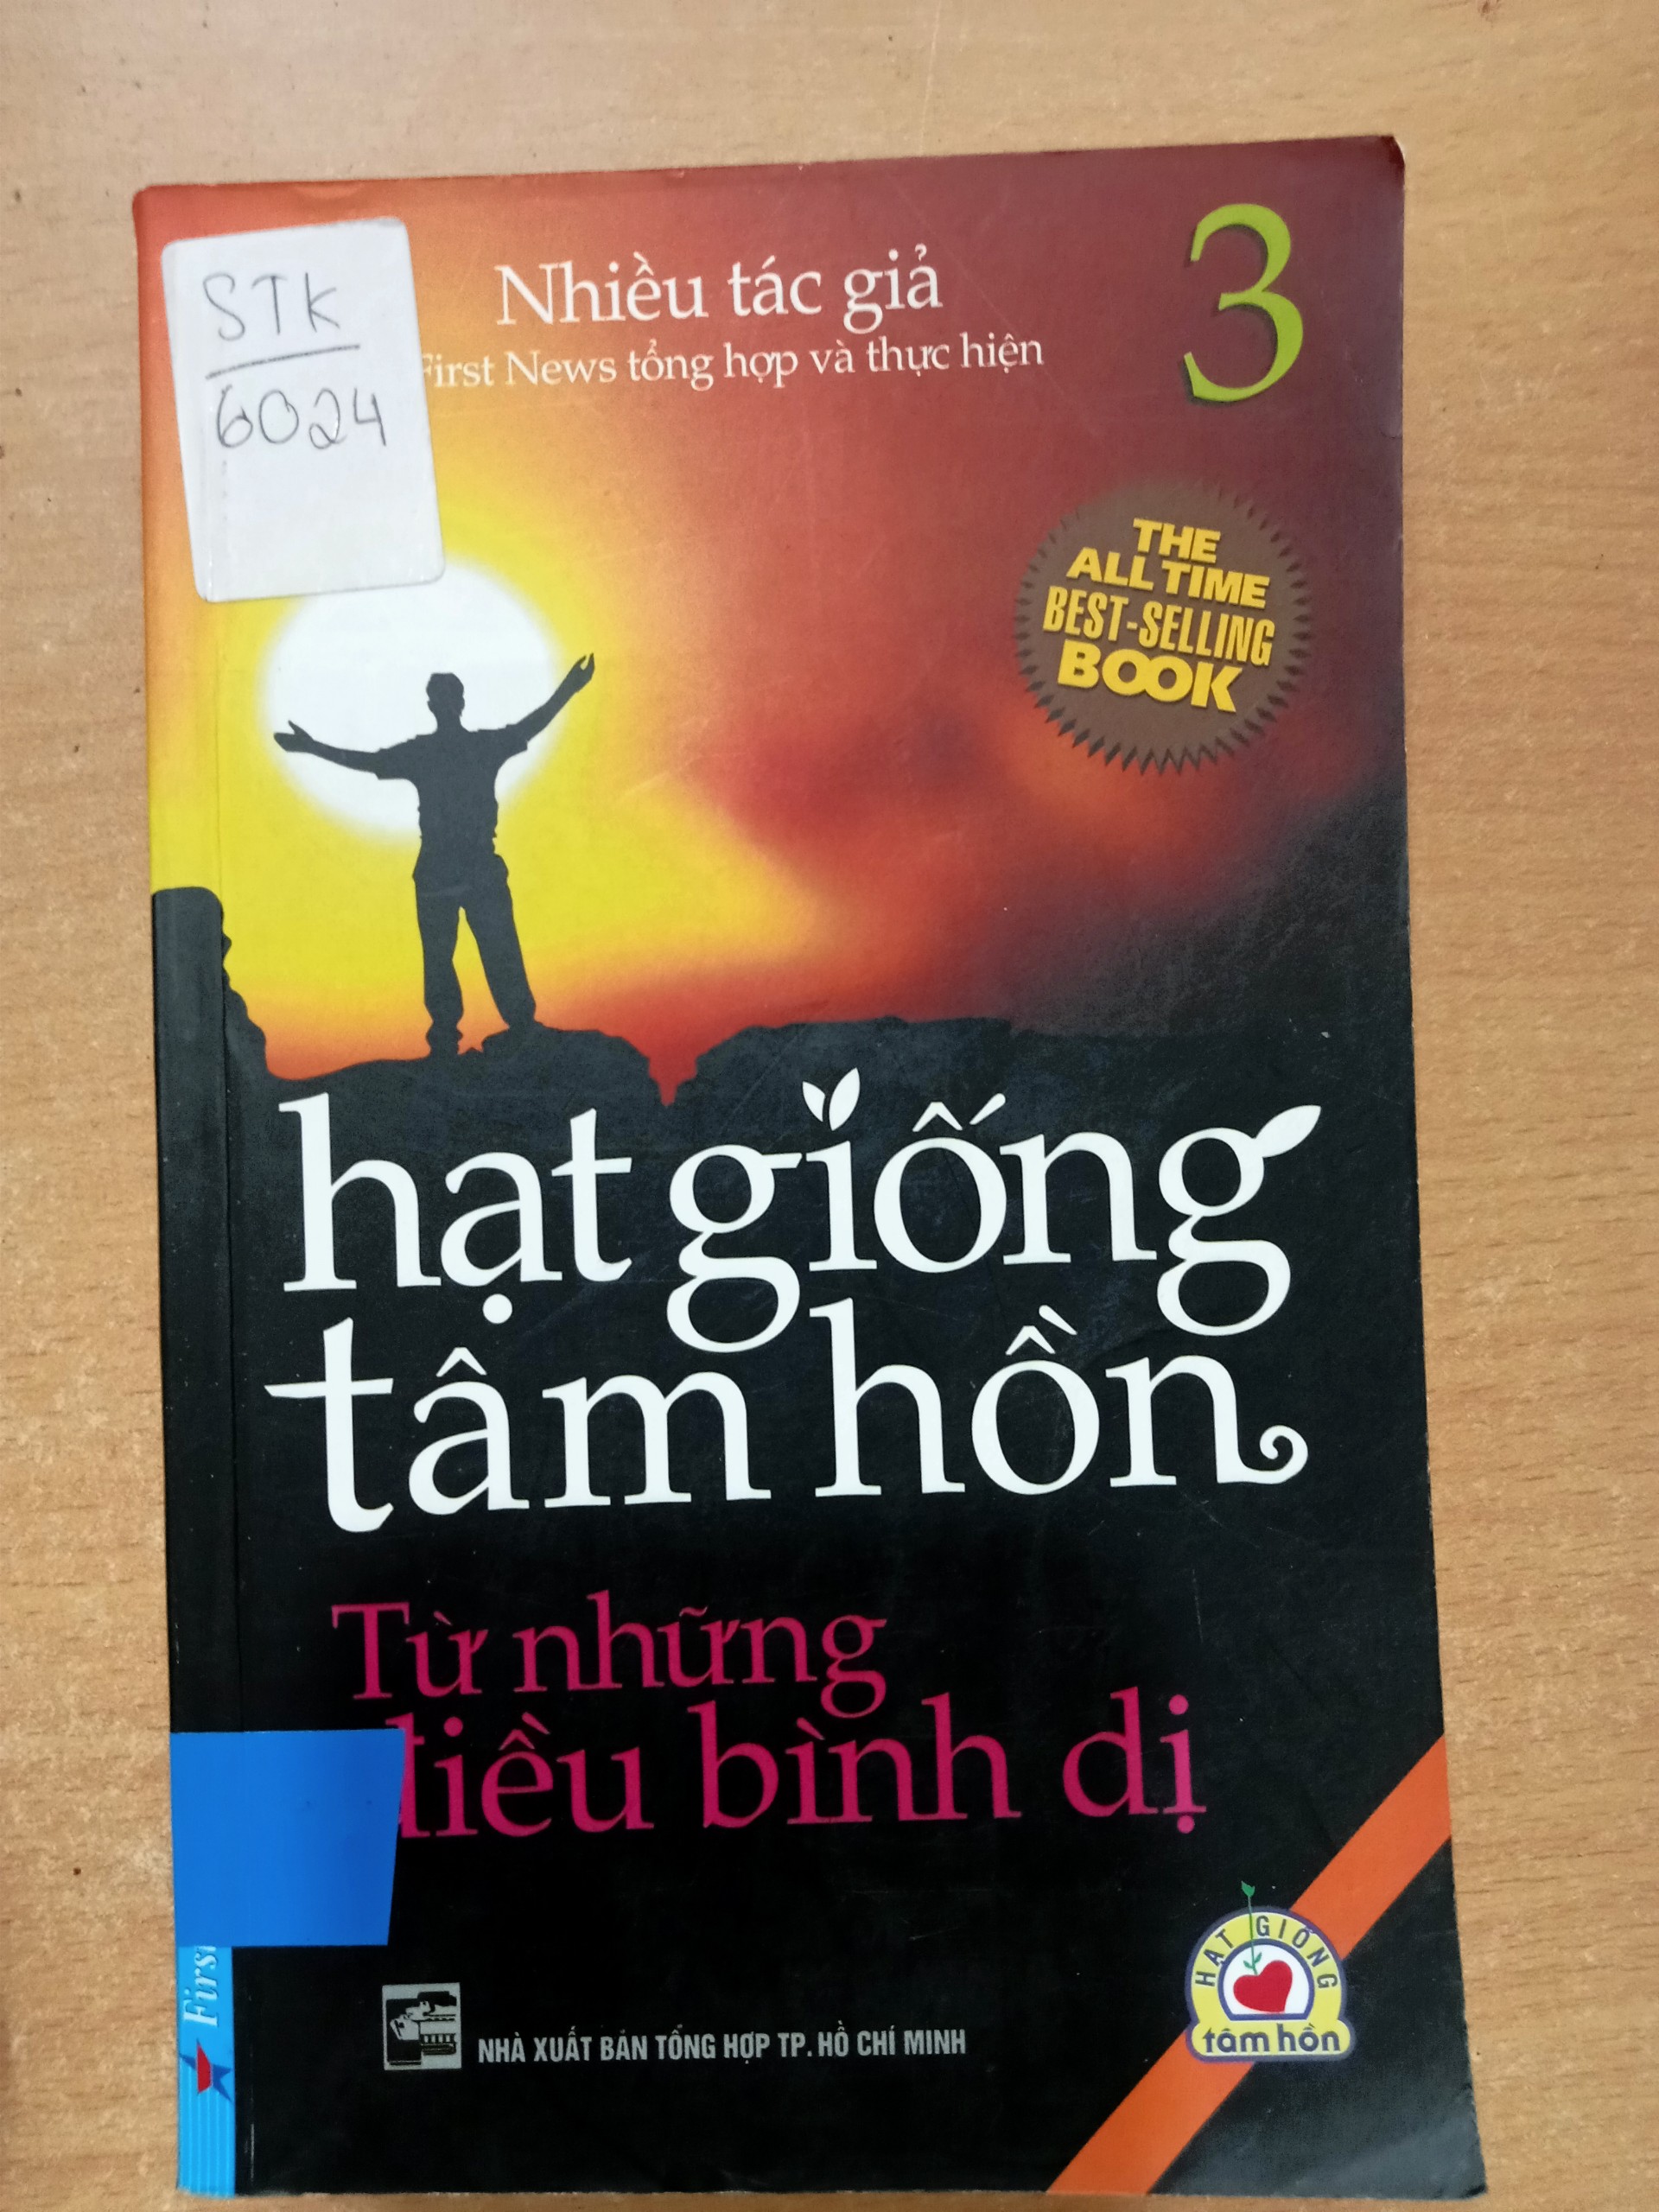 STK
6024
Nhiều tác giả
First News tổng hợp và thực hiện
3
THE
ALL TIME
BEST-SELLING
BOOK
hạt giống
tâm hồn
Từ những
điều bình dị
HẠT GIỐNG
tâm hồn
NHÀ XUẤT BẢN TỔNG HỢP TP. HỒ CHÍ MINH
First